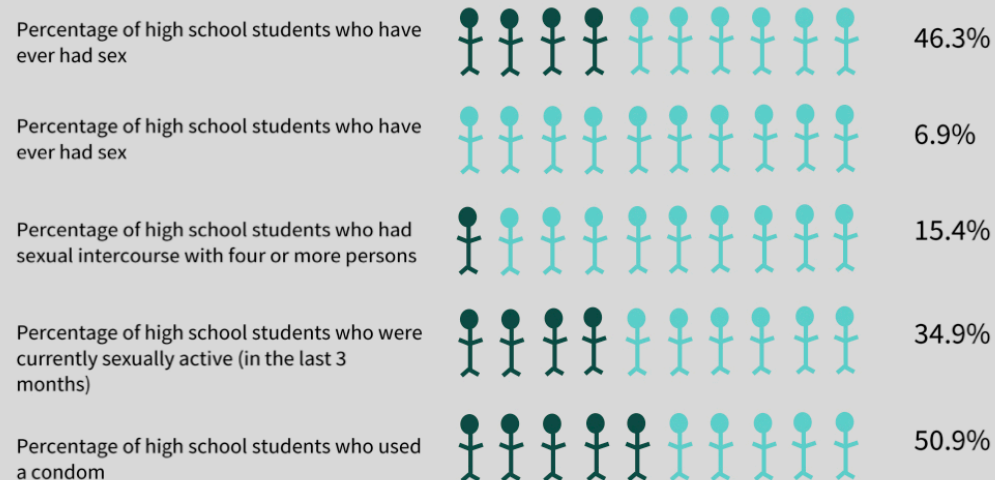 Percentage of high school students who have
ever had sex
46.3%
Percentage of high school students who have
ever had sex
6.9%
Percentage of high school students who had
sexual intercourse with four or more persons
15.4%
Percentage of high school students who were
currently sexually active (in the last 3
months)
34.9%
Percentage of high school students who used
a condom
50.9%